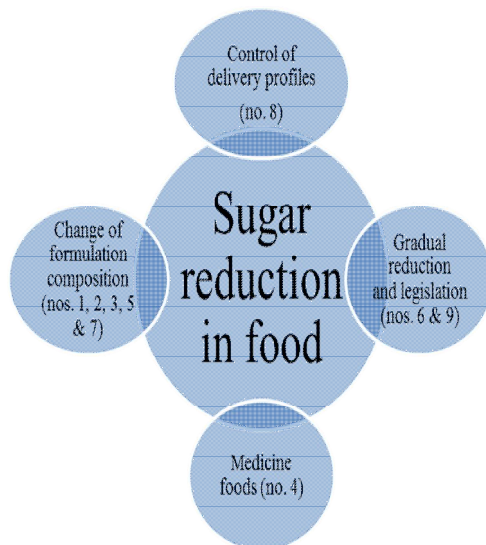 Control of
delivery profiles
(no. 8)
Change of
formulation
composition
(nos. 1, 2, 3, 5
& 7)
Sugar
reduction
in food
Gradual
reduction
and legislation
(nos. 6 & 9)
Medicine
foods (no. 4)